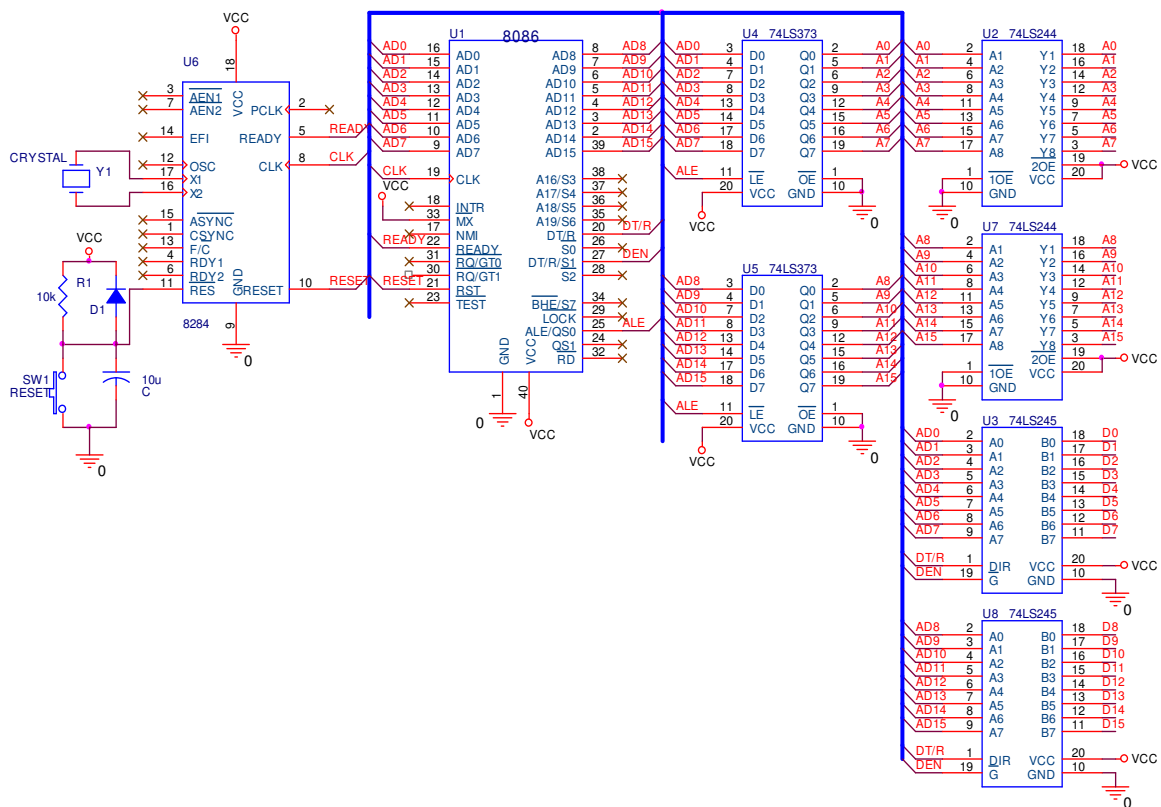 VCC
U6
18
VCC
3 AEN1
7 AEN2
14 EFI
12 OSC
17 X1
16 X2
15 ASYNC
1 CSYNC
13 F/C
4 RDY1
6 RDY2
11 RES
PCLK 2
READY 5 READY
CLK 8 CLK
ORESET 10 RESET
GND
9
8284
0
CRYSTAL
Y1
VCC
R1
10k
D1
SW1
RESET
10u
C
0
U1
8086
AD0 16 AD0
AD1 15 AD1
AD2 14 AD2
AD3 13 AD3
AD4 12 AD4
AD5 11 AD5
AD6 10 AD6
AD7 9 AD7
CLK 19 CLK
VCC
18 INTR
33 MX
17 NMI
READY 22 READY
31 RQ/GT0
30 RQ/GT1
RESET 21 RST
23 TEST
AD8 8 AD8
AD9 7 AD9
AD10 6 AD10
AD11 5 AD11
AD12 4 AD12
AD13 3 AD13
AD14 2 AD14
AD15 39 AD15
A16/S3 38
A17/S4 37
A18/S5 36
A19/S6 35
DT/R 20 DT/R
S0 26
DT/R/S1 27 DEN
S2 28
BHE/S7 34
LOCK 29
ALE/QS0 25 ALE
QS1 24
RD 32
GND
VCC
1
40
0
VCC
U4 74LS373
AD0 3 D0 Q0 2 A0
AD1 4 D1 Q1 5 A1
AD2 7 D2 Q2 6 A2
AD3 8 D3 Q3 9 A3
AD4 13 D4 Q4 12 A4
AD5 14 D5 Q5 15 A5
AD6 17 D6 Q6 16 A6
AD7 18 D7 Q7 19 A7
ALE 11 LE OE 1
20 VCC GND 10
VCC
0
U5 74LS373
AD8 3 D0 Q0 2 A8
AD9 4 D1 Q1 5 A9
AD10 7 D2 Q2 6 A10
AD11 8 D3 Q3 9 A11
AD12 13 D4 Q4 12 A12
AD13 14 D5 Q5 15 A13
AD14 17 D6 Q6 16 A14
AD15 18 D7 Q7 19 A15
ALE 11 LE OE 1
20 VCC GND 10
VCC
0
U2 74LS244
A0 2 A1 Y1 18 A0
A1 4 A2 Y2 16 A1
A2 6 A3 Y3 14 A2
A3 8 A4 Y4 12 A3
A4 11 A5 Y5 9 A4
A5 13 A6 Y6 7 A5
A6 15 A7 Y7 5 A6
A7 17 A8 Y8 3 A7
1 1OE 2OE 19
10 GND VCC 20
VCC
0
U7 74LS244
A8 2 A1 Y1 18 A8
A9 4 A2 Y2 16 A9
A10 6 A3 Y3 14 A10
A11 8 A4 Y4 12 A11
A12 11 A5 Y5 9 A12
A13 13 A6 Y6 7 A13
A14 15 A7 Y7 5 A14
A15 17 A8 Y8 3 A15
1 1OE 2OE 19
10 GND VCC 20
VCC
0
U3 74LS245
AD0 2 A0 B0 18 D0
AD1 3 A1 B1 17 D1
AD2 4 A2 B2 16 D2
AD3 5 A3 B3 15 D3
AD4 6 A4 B4 14 D4
AD5 7 A5 B5 13 D5
AD6 8 A6 B6 12 D6
AD7 9 A7 B7 11 D7
DT/R 1 DIR VCC 20 VCC
DEN 19 G GND 10
0
U8 74LS245
AD8 2 A0 B0 18 D8
AD9 3 A1 B1 17 D9
AD10 4 A2 B2 16 D10
AD11 5 A3 B3 15 D11
AD12 6 A4 B4 14 D12
AD13 7 A5 B5 13 D13
AD14 8 A6 B6 12 D14
AD15 9 A7 B7 11 D15
DT/R 1 DIR VCC 20 VCC
DEN 19 G GND 10
0